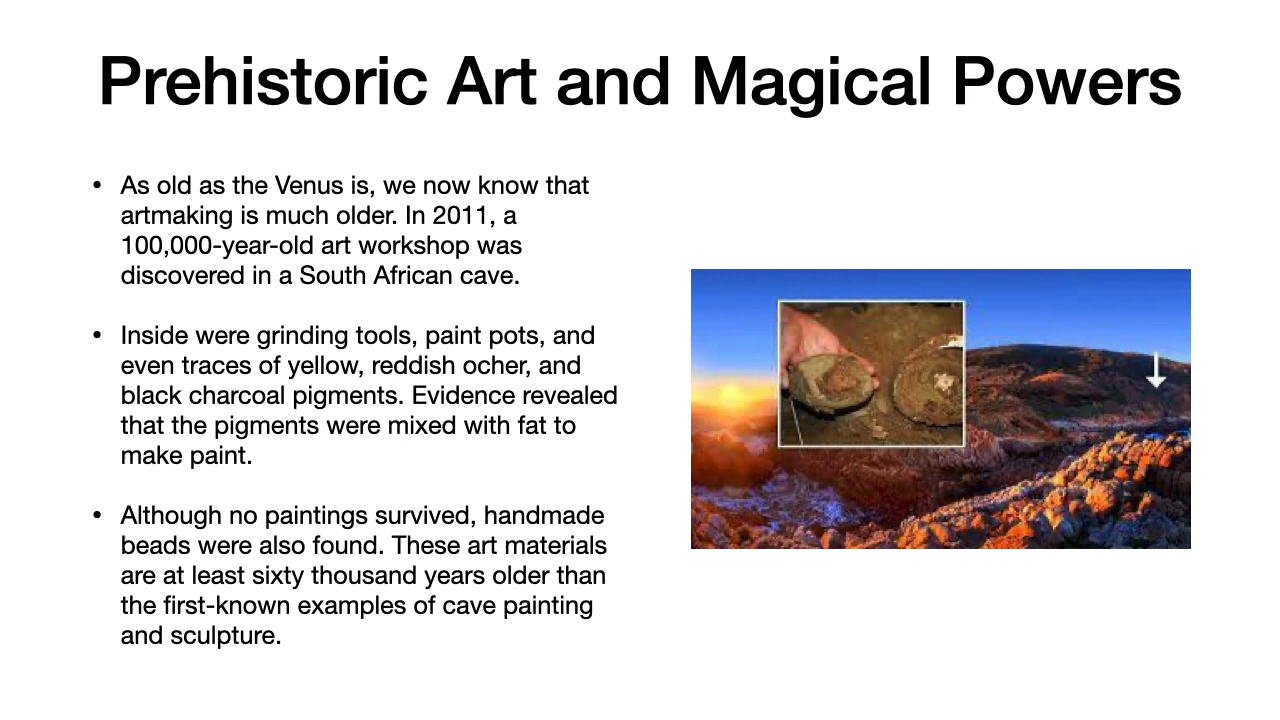 Prehistoric Art and Magical Powers
• As old as the Venus is, we now know that
artmaking is much older. In 2011, a
100,000-year-old art workshop was
discovered in a South African cave.
• Inside were grinding tools, paint pots, and
even traces of yellow, reddish ocher, and
black charcoal pigments. Evidence revealed
that the pigments were mixed with fat to
make paint.
• Although no paintings survived, handmade
beads were also found. These art materials
are at least sixty thousand years older than
the first-known examples of cave painting
and sculpture.